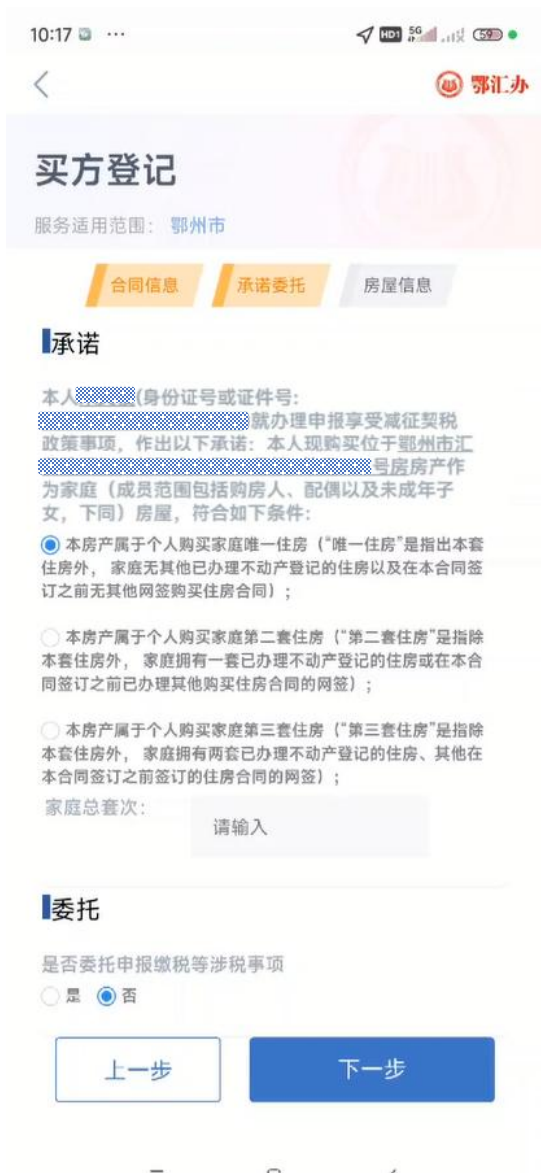 10:17 ...
HD1 5G 59
鄂汇办
买方登记
服务适用范围： 鄂州市
合同信息 承诺委托 房屋信息
承诺
本人(身份证号或证件号:
就办理申报享受减征契税
政策事项，作出以下承诺：本人现购买位于鄂州市汇
号房房产作
为家庭（成员范围包括购房人、配偶以及未成年子
女，下同）房屋，符合如下条件：
本房产属于个人购买家庭唯一住房（“唯一住房”是指出本套
住房外， 家庭无其他已办理不动产登记的住房以及在本合同签
订之前无其他网签购买住房合同）；
本房产属于个人购买家庭第二套住房（“第二套住房”是指除
本套住房外， 家庭拥有一套已办理不动产登记的住房或在本合
同签订之前已办理其他购买住房合同的网签）；
本房产属于个人购买家庭第三套住房（“第三套住房”是指除
本套住房外， 家庭拥有两套已办理不动产登记的住房、其他在
本合同签订之前签订的住房合同的网签）；
家庭总套次：
请输入
委托
是否委托申报缴税等涉税事项
是 否
上一步 下一步